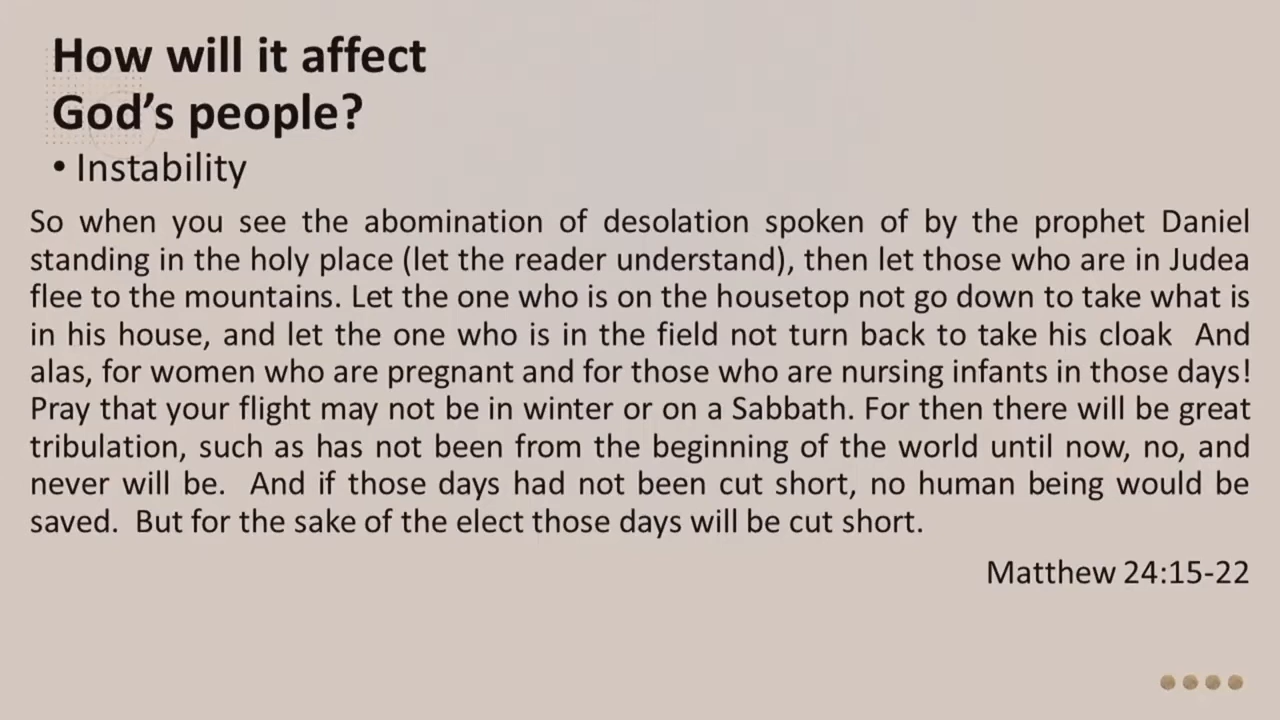 How will it affect
God’s people?
• Instability
So when you see the abomination of desolation spoken of by the prophet Daniel
standing in the holy place (let the reader understand), then let those who are in Judea
flee to the mountains. Let the one who is on the housetop not go down to take what is
in his house, and let the one who is in the field not turn back to take his cloak  And
alas, for women who are pregnant and for those who are nursing infants in those days!
Pray that your flight may not be in winter or on a Sabbath. For then there will be great
tribulation, such as has not been from the beginning of the world until now, no, and
never will be.  And if those days had not been cut short, no human being would be
saved.  But for the sake of the elect those days will be cut short.
Matthew 24:15-22